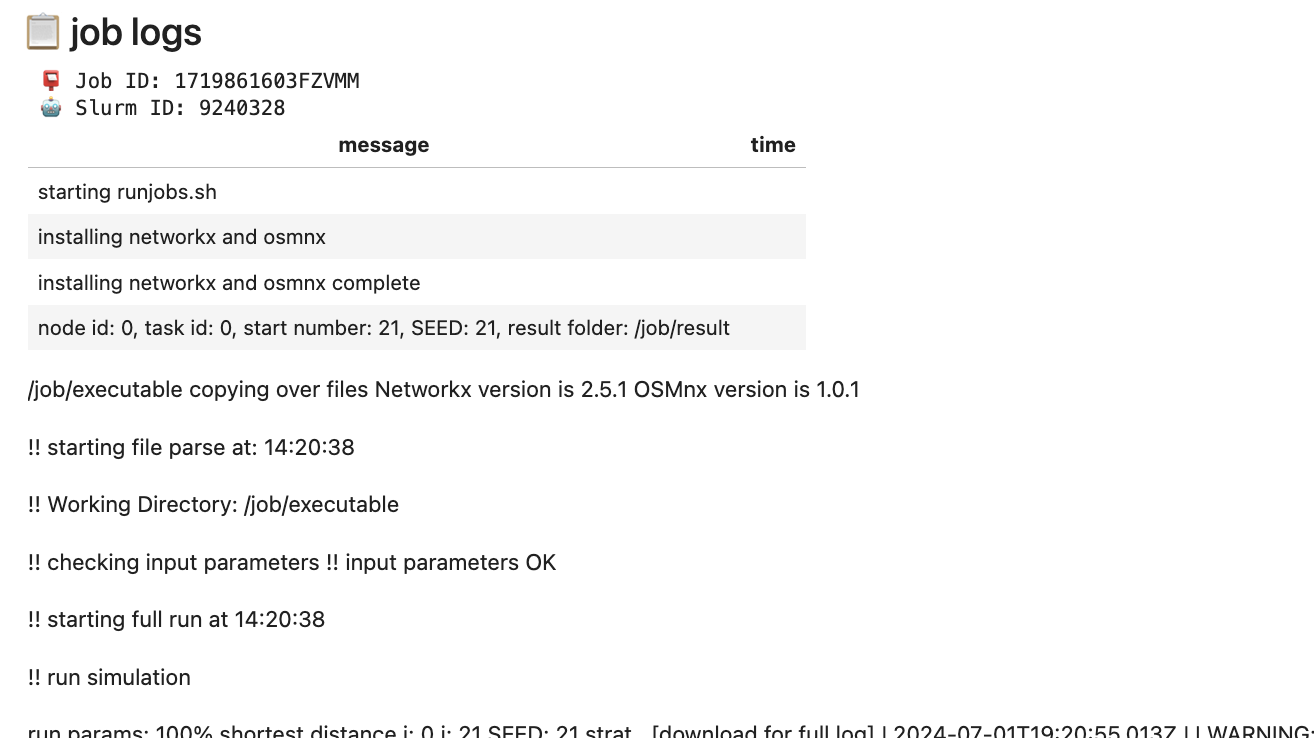 job logs
Job ID: 1719861603FZVMM
Slurm ID: 9240328
message time
starting runjobs.sh
installing networkx and osmnx
installing networkx and osmnx complete
node id: 0, task id: 0, start number: 21, SEED: 21, result folder: /job/result
/job/executable copying over files Networkx version is 2.5.1 OSMnx version is 1.0.1
!! starting file parse at: 14:20:38
!! Working Directory: /job/executable
!! checking input parameters !! input parameters OK
!! starting full run at 14:20:38
!! run simulation
run params: 100% shortest distance i: 0 j: 21 SEED: 21 strat...[download for full log] | 2024-07-01T19:20:55.013Z | | WARNING: